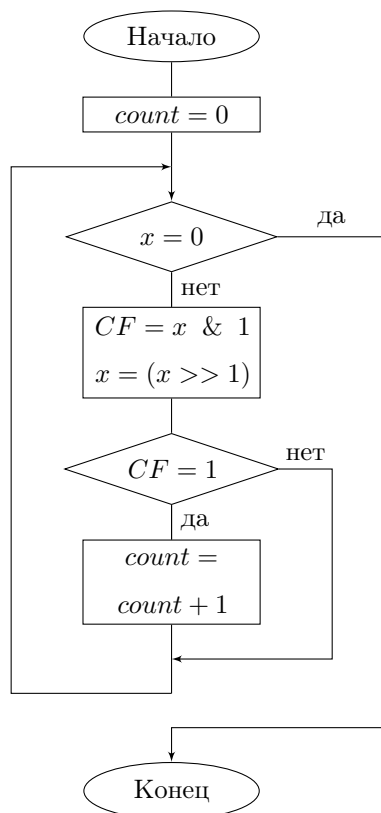 Начало
count = 0
x = 0
да
нет
CF = x & 1
x = (x >> 1)
CF = 1
нет
да
count =
count + 1
Конец